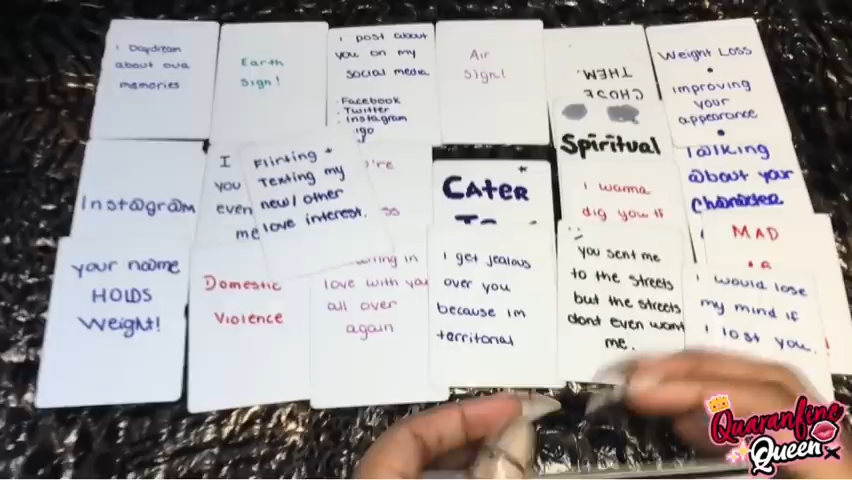 I Daydream
about our
memories
Earth
Sign!
I post about
you on my
social media
.Facebook
.Twitter
.Instagram
Air
Sign!
THEM.
CHOSE
Weight Loss
•
improving
your
appearance
•
Talking
about your
Character
Instagram
I
you
even
me
Flirting +
Texting my
new/other
love interest.
CATER
Spiritual
I wanna
dig you if
MAD
your name
HOLDS
Weight!
Domestic
Violence
in
love with you
all over
again
I get jealous
over you
because im
territorial
you sent me
to the streets
but the streets
dont even want
me.
I would lose
my mind if
I lost you.
Quarantine
Queen